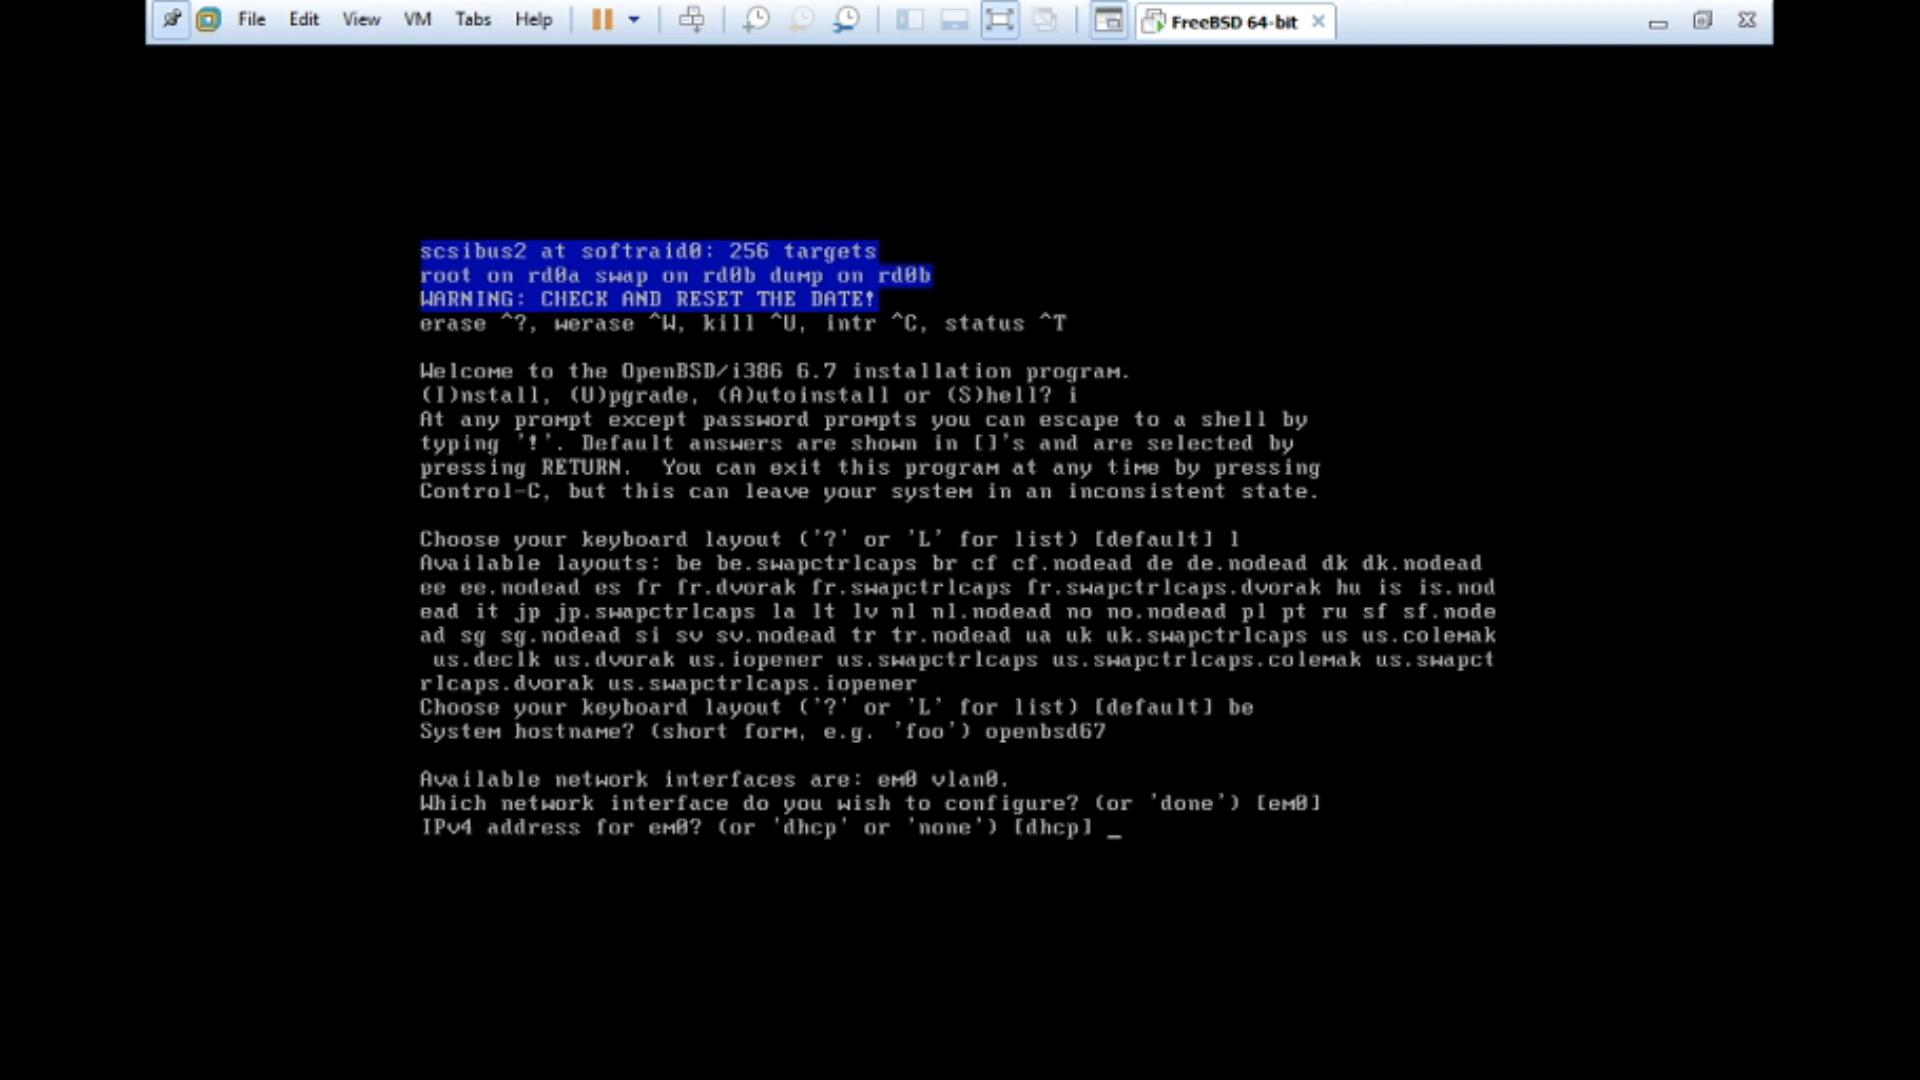 File Edit View VM Tabs Help FreeBSD 64-bit
scsibus2 at softraid0: 256 targets
root on rd0a swap on rd0b dump on rd0b
WARNING: CHECK AND RESET THE DATE!
erase ^?, werase ^W, kill ^U, intr ^C, status ^T
Welcome to the OpenBSD/i386 6.7 installation program.
(I)nstall, (U)pgrade, (A)utoinstall or (S)hell? i
At any prompt except password prompts you can escape to a shell by
typing '!'. Default answers are shown in []'s and are selected by
pressing RETURN.  You can exit this program at any time by pressing
Control-C, but this can leave your system in an inconsistent state.
Choose your keyboard layout ('?' or 'L' for list) [default] l
Available layouts: be be.swapctrlcaps br cf cf.nodead de de.nodead dk dk.nodead
ee ee.nodead es fr fr.dvorak fr.swapctrlcaps fr.swapctrlcaps.dvorak hu is is.nod
ead it jp jp.swapctrlcaps la lt lv nl nl.nodead no no.nodead pl pt ru sf sf.node
ad sg sg.nodead si sv sv.nodead tr tr.nodead ua uk uk.swapctrlcaps us us.colemak
 us.declk us.dvorak us.iopener us.swapctrlcaps us.swapctrlcaps.colemak us.swapct
rlcaps.dvorak us.swapctrlcaps.iopener
Choose your keyboard layout ('?' or 'L' for list) [default] be
System hostname? (short form, e.g. 'foo') openbsd67
Available network interfaces are: em0 vlan0.
Which network interface do you wish to configure? (or 'done') [em0]
IPv4 address for em0? (or 'dhcp' or 'none') [dhcp] _